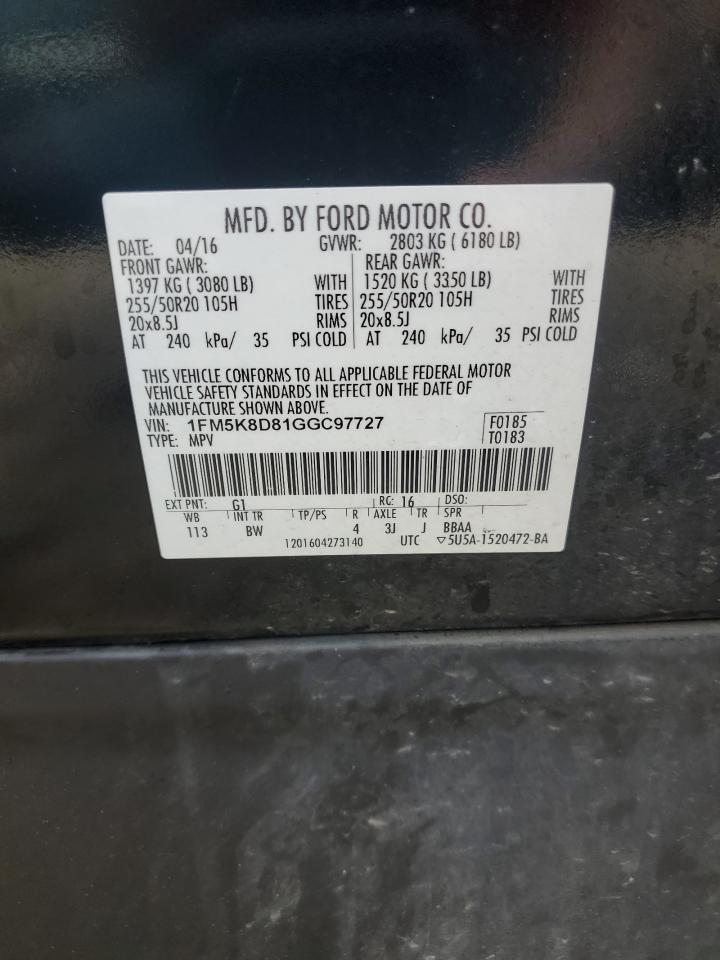 MFD. BY FORD MOTOR CO.
DATE: 04/16 GVWR: 2803 KG ( 6180 LB)
FRONT GAWR: REAR GAWR:
1397 KG ( 3080 LB) WITH 1520 KG ( 3350 LB) WITH
255/50R20 105H TIRES 255/50R20 105H TIRES
20x8.5J RIMS 20x8.5J RIMS
AT 240 kPa/ 35 PSI COLD AT 240 kPa/ 35 PSI COLD
THIS VEHICLE CONFORMS TO ALL APPLICABLE FEDERAL MOTOR
VEHICLE SAFETY STANDARDS IN EFFECT ON THE DATE OF
MANUFACTURE SHOWN ABOVE.
VIN: 1FM5K8D81GGC97727 F0185
TYPE: MPV T0183
EXT PNT: G1 RC: 16 DSO:
WB INT TR TP/PS R AXLE TR SPR
113 BW 4 3J J BBAA
1201604273140 UTC ▽5U5A-1520472-BA